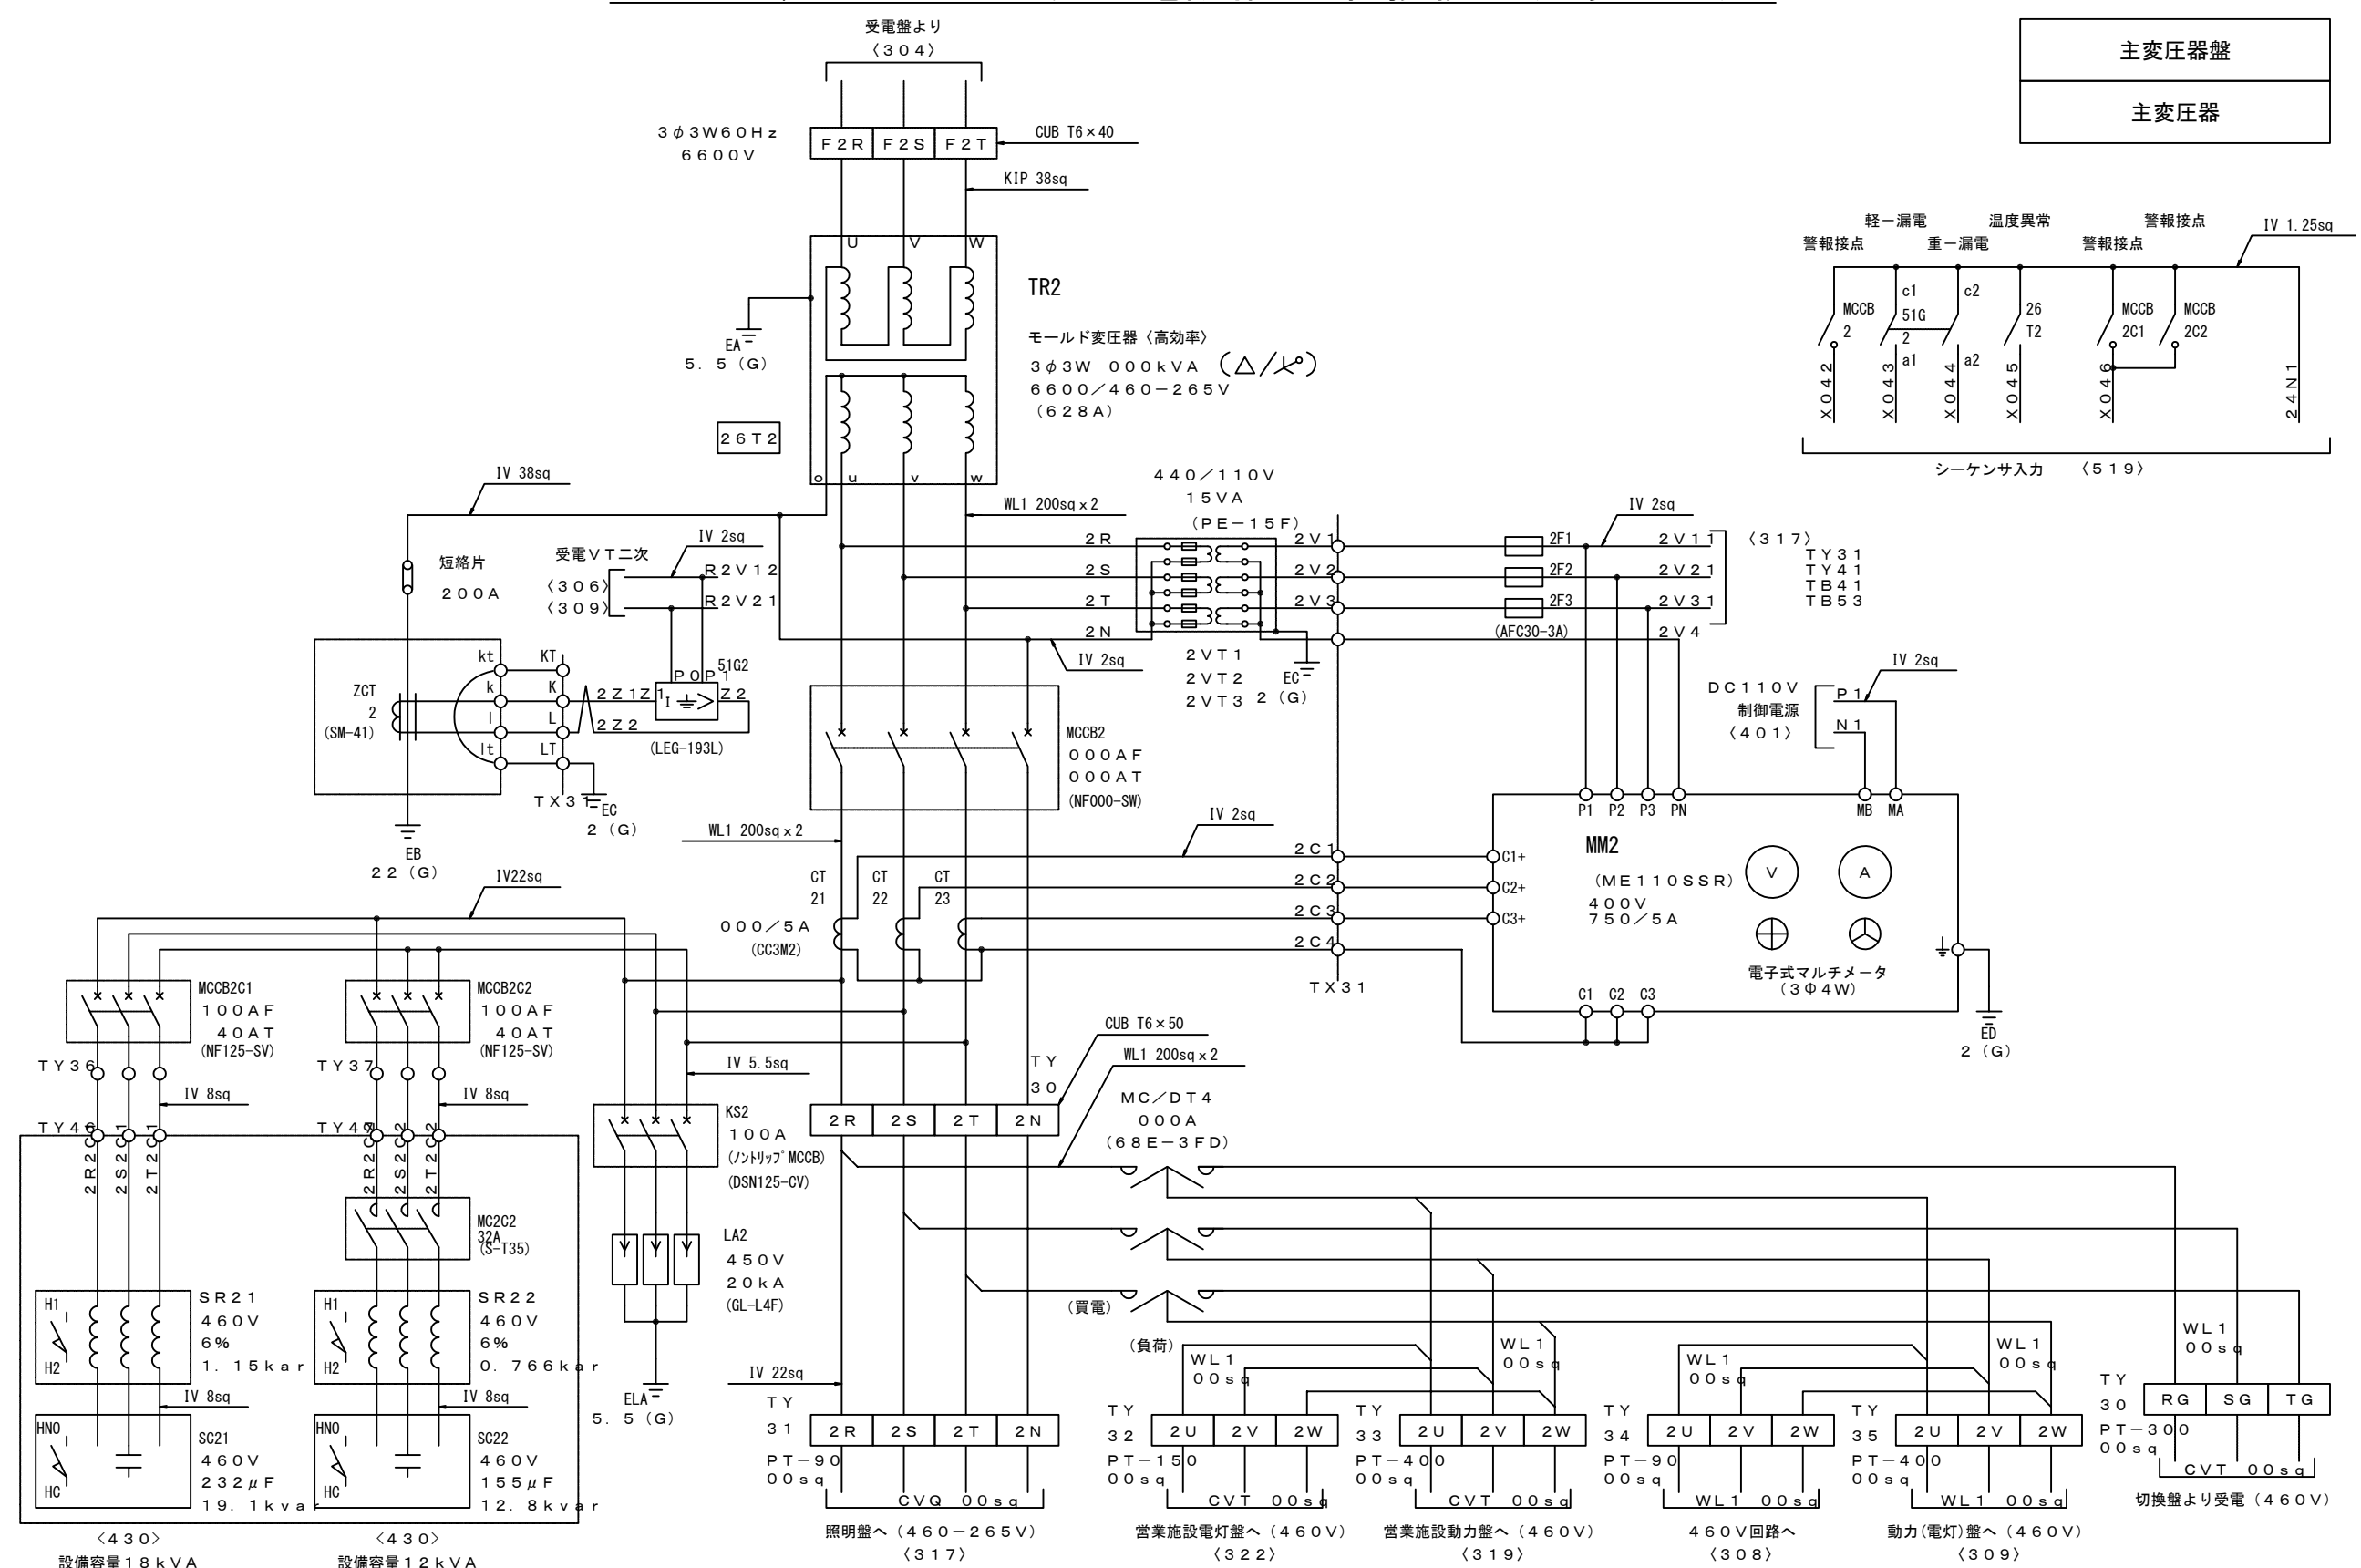 受電盤より
〈304〉
主変圧器盤
主変圧器
3φ3W60Hz
6600V
F2R F2S F2T
CUB T6×40
KIP 38sq
U V W
TR2
モールド変圧器〈高効率〉
3φ3W 000kVA
6600/460-265V
(628A)
EA
5.5(G)
26T2
o u v w
軽-漏電 温度異常 警報接点
警報接点 重-漏電 警報接点
IV 1.25sq
MCCB
2
c1
51G
2
a1
c2
a2
26
T2
MCCB
2C1
MCCB
2C2
X042 X043 X044 X045 X046 24N1
シーケンサ入力 〈519〉
IV 38sq
WL1 200sq×2
440/110V
15VA
(PE-15F)
IV 2sq
短絡片
200A
受電VT二次
〈306〉
〈309〉
IV 2sq
R2V12
R2V21
2R 2V1 2F1 2V11
2S 2V2 2F2 2V21
2T 2V3 2F3 2V31
2N (AFC30-3A) 2V4
〈317〉
TY31
TY41
TB41
TB53
IV 2sq
2VT1
2VT2
2VT3
EC
2(G)
ZCT
2
(SM-41)
kt KT
k K
l L
lt LT
TX31
2Z1 Z1
2Z2
P0 P1
51G2
I
Z2
(LEG-193L)
EC
2(G)
EB
22(G)
MCCB2
000AF
000AT
(NF000-SW)
DC110V
制御電源
〈401〉
P1
N1
IV 2sq
P1 P2 P3 PN MB MA
MM2
(ME110SSR)
400V
750/5A
V A
電子式マルチメータ
(3Φ4W)
C1+
C2+
C3+
C1 C2 C3
ED
2(G)
WL1 200sq×2
IV 2sq
2C1
2C2
2C3
2C4
TX31
CT
21
CT
22
CT
23
000/5A
(CC3M2)
IV22sq
MCCB2C1
100AF
40AT
(NF125-SV)
MCCB2C2
100AF
40AT
(NF125-SV)
TY36
TY37
IV 8sq
IV 8sq
TY46
TY47
2R2C1 2S2C1 2T2C1
2R2C2 2S2C2 2T2C2
MC2C2
32A
(S-T35)
IV 5.5sq
KS2
100A
(ノントリップMCCB)
(DSN125-CV)
LA2
450V
20kA
(GL-L4F)
ELA
5.5(G)
CUB T6×50
WL1 200sq×2
TY
30
2R 2S 2T 2N
MC/DT4
000A
(68E-3FD)
(買電)
(負荷)
H1
H2
SR21
460V
6%
1.15kar
H1
H2
SR22
460V
6%
0.766kar
IV 8sq
IV 8sq
HNO
HC
SC21
460V
232μF
19.1kvar
HNO
HC
SC22
460V
155μF
12.8kvar
〈430〉
設備容量18kVA
〈430〉
設備容量12kVA
IV 22sq
TY
31
PT-90
00sq
2R 2S 2T 2N
CVQ 00sq
照明盤へ(460-265V)
〈317〉
WL1
00sq
TY
32
PT-150
00sq
2U 2V 2W
CVT 00sq
営業施設電灯盤へ(460V)
〈322〉
WL1
00sq
TY
33
PT-400
00sq
2U 2V 2W
CVT 00sq
営業施設動力盤へ(460V)
〈319〉
WL1
00sq
TY
34
PT-90
00sq
2U 2V 2W
WL1 00sq
460V回路へ
〈308〉
WL1
00sq
TY
35
PT-400
00sq
2U 2V 2W
WL1 00sq
動力(電灯)盤へ(460V)
〈309〉
WL1
00sq
TY
30
PT-300
00sq
RG SG TG
CVT 00sq
切換盤より受電(460V)